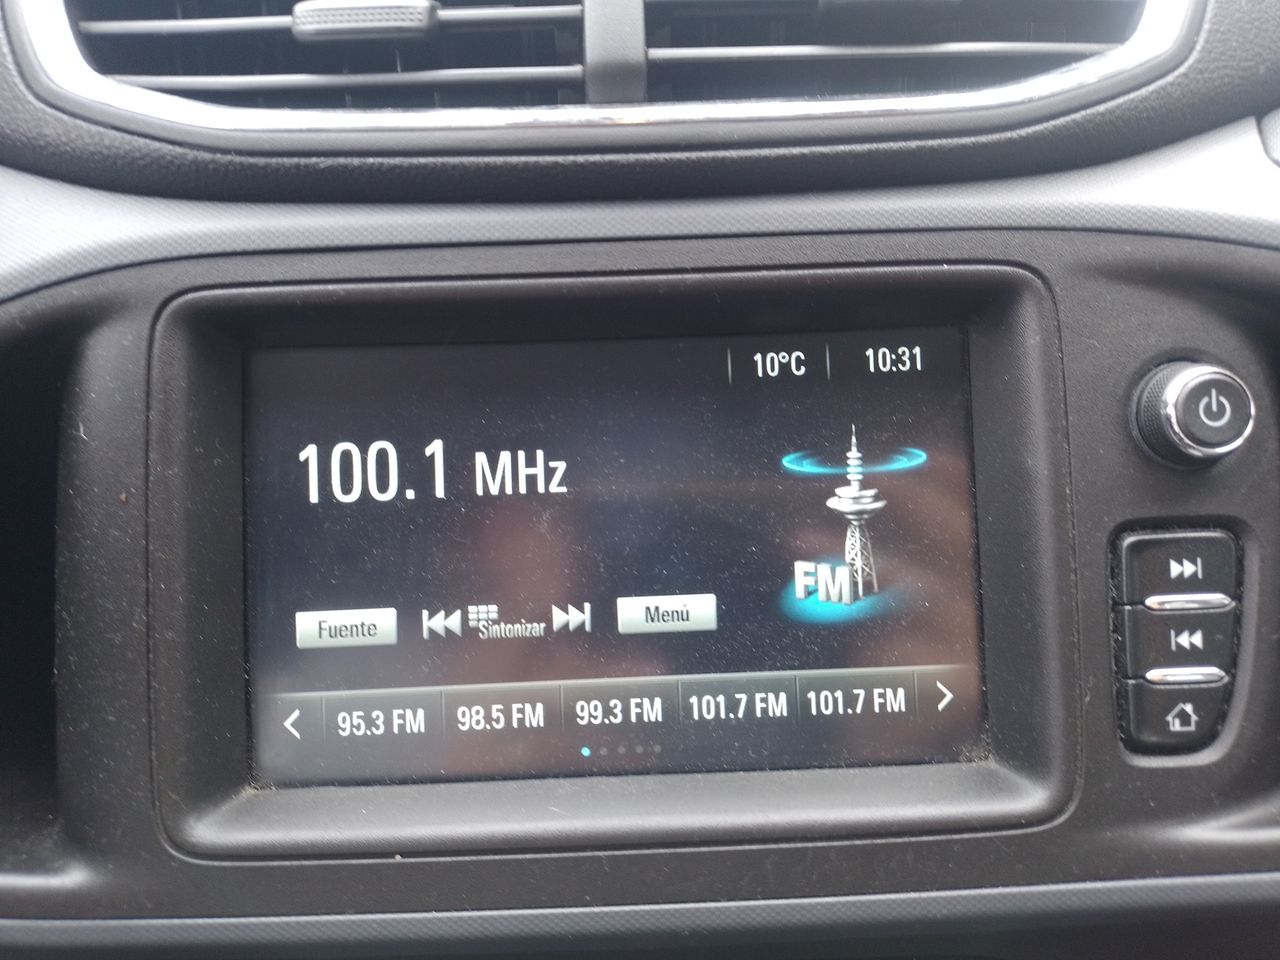 10°C 10:31
100.1 MHz
FM
Fuente Sintonizar Menú
95.3 FM 98.5 FM 99.3 FM 101.7 FM 101.7 FM